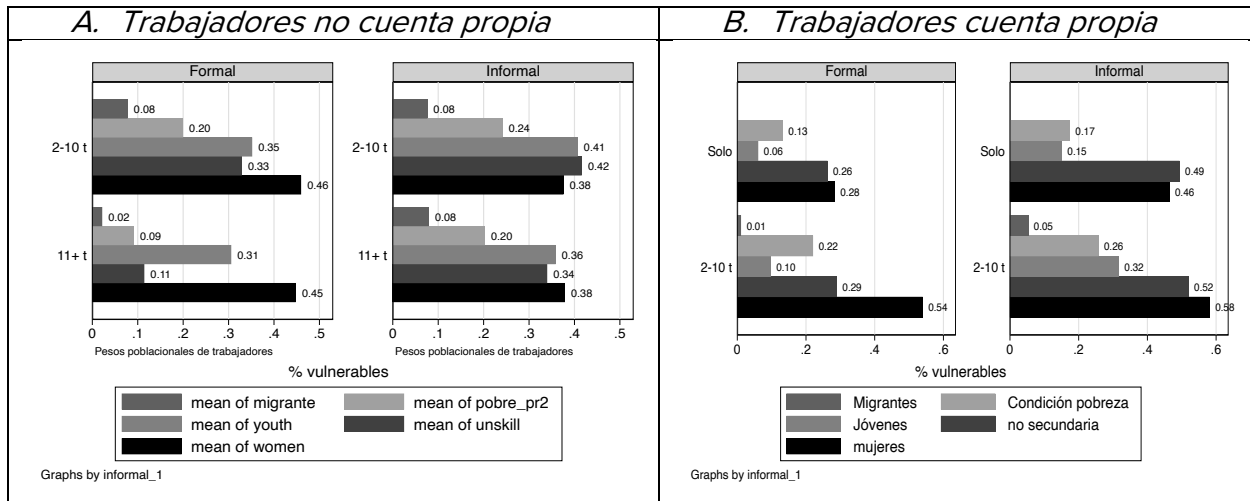 A. Trabajadores no cuenta propia
Formal
Informal
2-10 t
0.08
0.20
0.35
0.33
0.46
11+ t
0.02
0.09
0.31
0.11
0.45
0 .1 .2 .3 .4 .5
Pesos poblacionales de trabajadores
2-10 t
0.08
0.24
0.41
0.42
0.38
11+ t
0.08
0.20
0.36
0.34
0.38
0 .1 .2 .3 .4 .5
Pesos poblacionales de trabajadores
% vulnerables
mean of migrante
mean of pobre_pr2
mean of youth
mean of unskill
mean of women
Graphs by informal_1
B. Trabajadores cuenta propia
Formal
Informal
Solo
0.13
0.06
0.26
0.28
2-10 t
0.01
0.22
0.10
0.29
0.54
0 .2 .4 .6
Solo
0.17
0.15
0.49
0.46
2-10 t
0.05
0.26
0.32
0.52
0.58
0 .2 .4 .6
% vulnerables
Migrantes
Condición pobreza
Jóvenes
no secundaria
mujeres
Graphs by informal_1